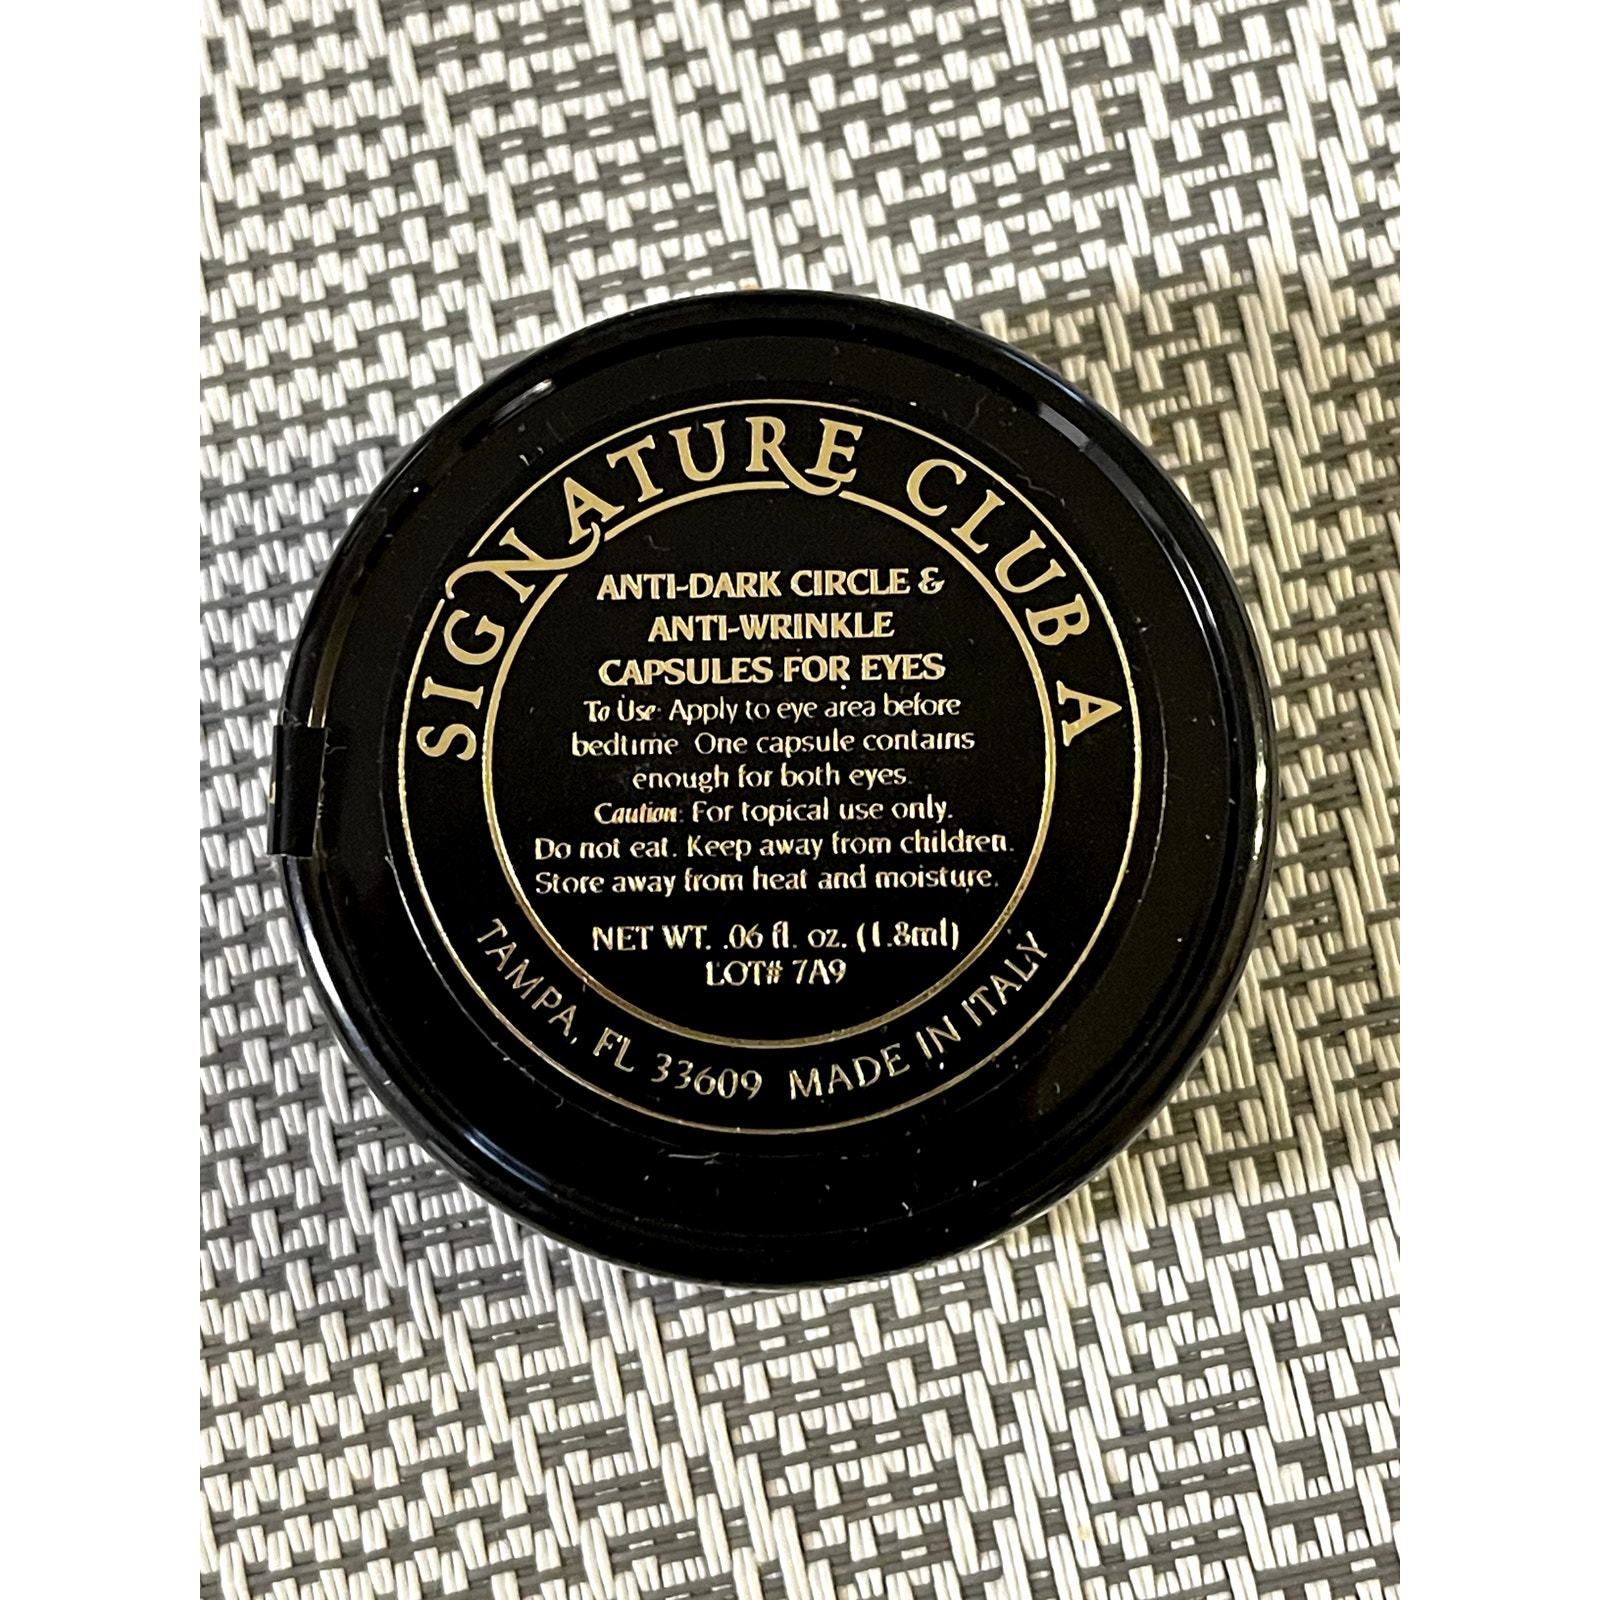 SIGNATURE CLUB A
ANTI-DARK CIRCLE &
ANTI-WRINKLE
CAPSULES FOR EYES
To Use: Apply to eye area before
bedtime. One capsule contains
enough for both eyes.
Caution: For topical use only.
Do not eat. Keep away from children.
Store away from heat and moisture.
NET WT. .06 fl. oz. (1.8ml)
LOT# 7A9
TAMPA, FL 33609 MADE IN ITALY